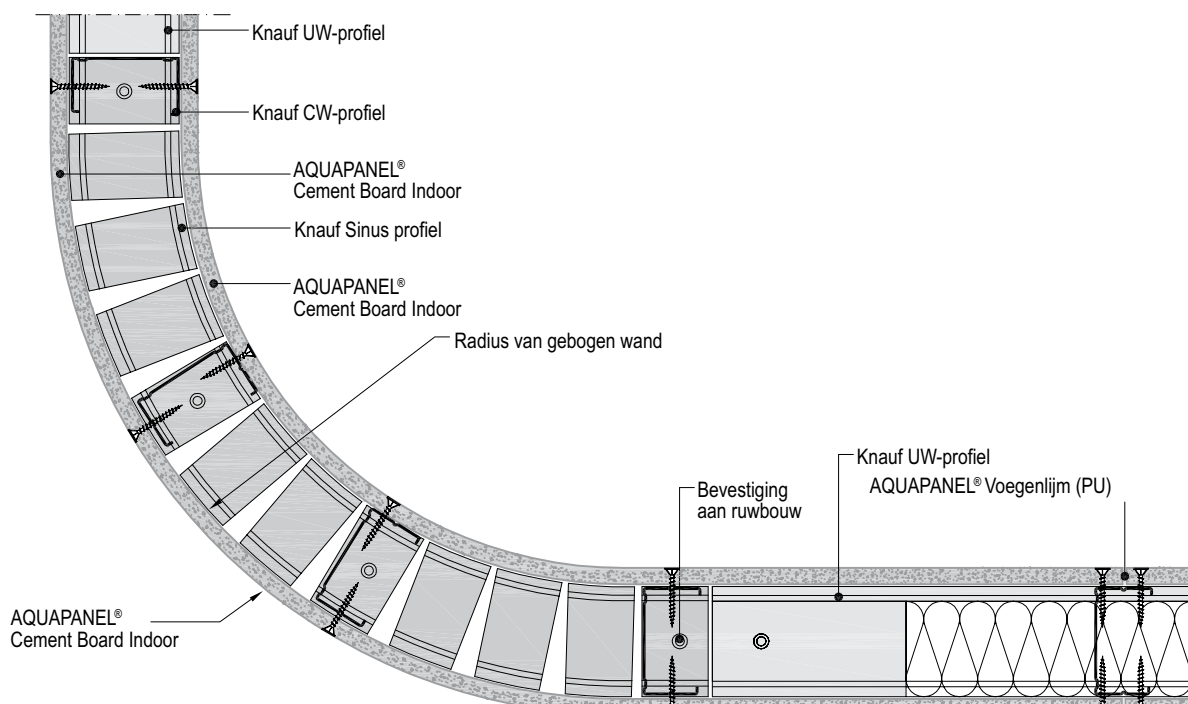 Knauf UW-profiel
Knauf CW-profiel
AQUAPANEL®
Cement Board Indoor
Knauf Sinus profiel
AQUAPANEL®
Cement Board Indoor
Radius van gebogen wand
Knauf UW-profiel
AQUAPANEL® Voegenlijm (PU)
Bevestiging
aan ruwbouw
AQUAPANEL®
Cement Board Indoor